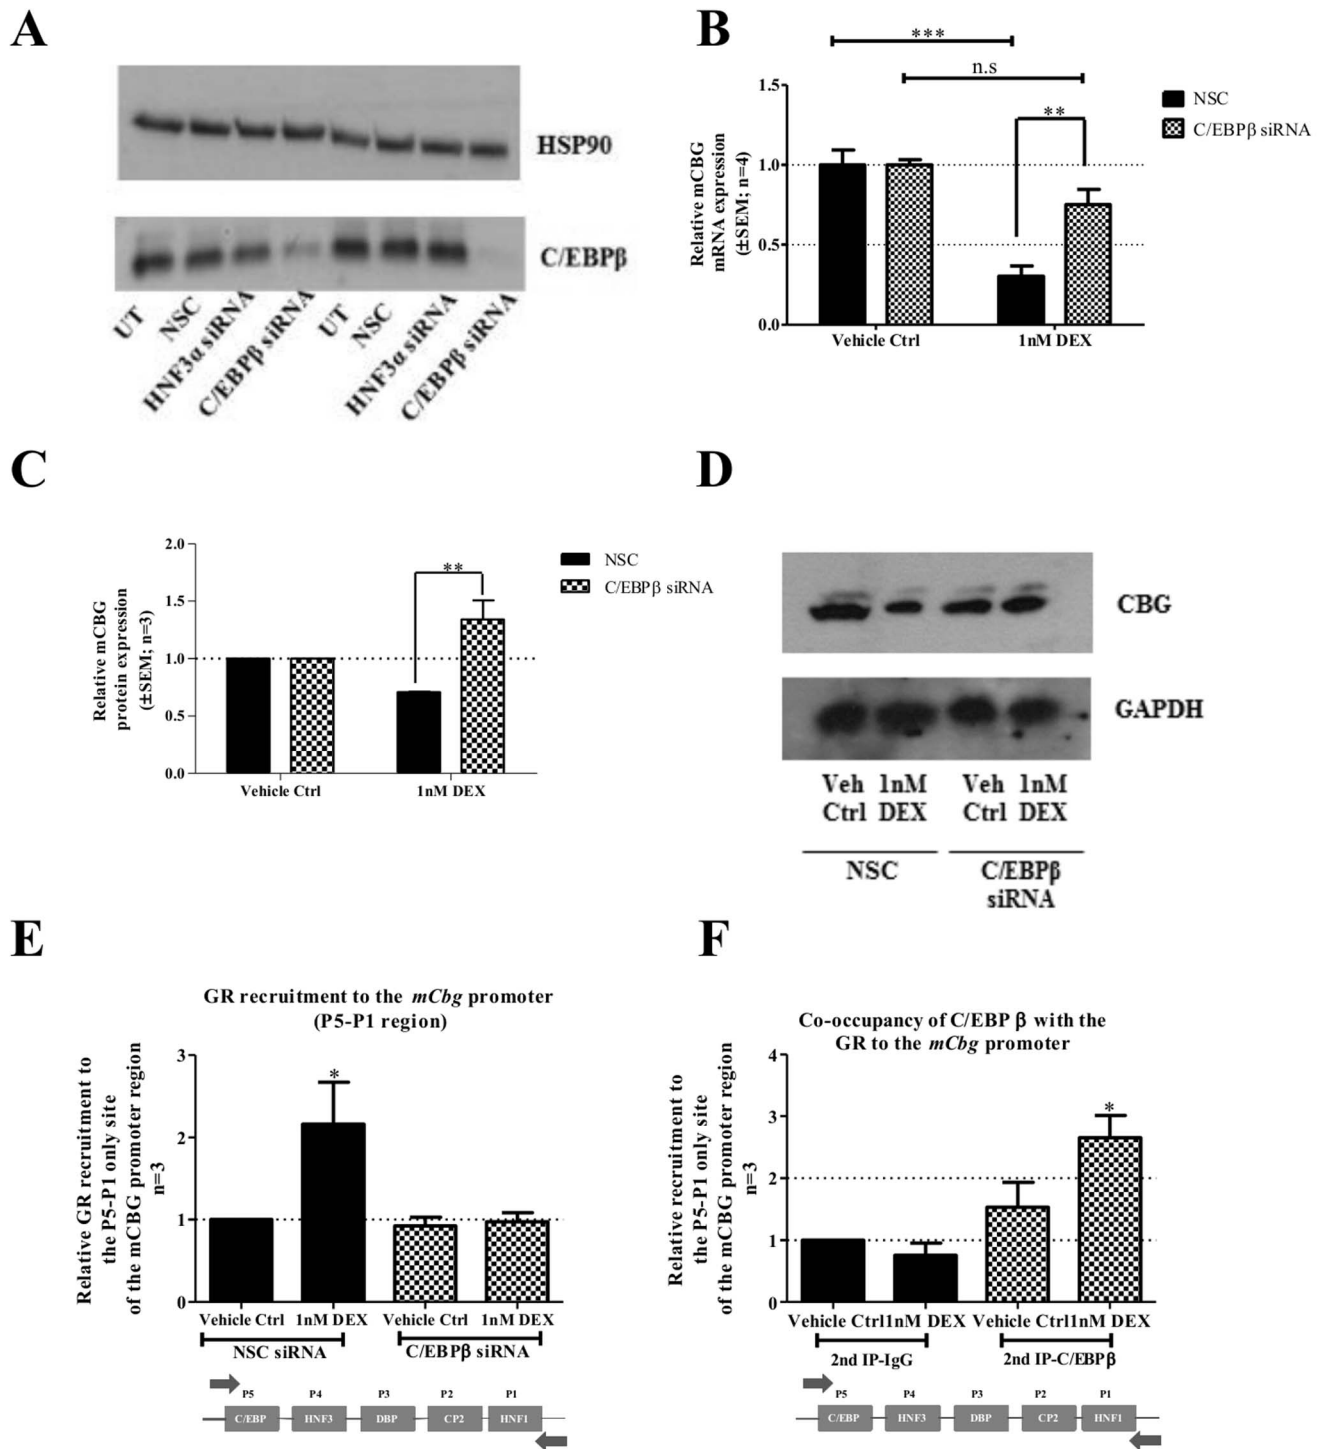 A
HSP90
C/EBPβ
UT
NSC
HNF3α siRNA
C/EBPβ siRNA
UT
NSC
HNF3α siRNA
C/EBPβ siRNA
B
***
n.s
**
NSC
C/EBPβ siRNA
Relative mCBG
mRNA expression
(±SEM; n=4)
1.5
1.0
0.5
0.0
Vehicle Ctrl
1nM DEX
C
Relative mCBG
protein expression
(±SEM; n=3)
2.0
1.5
1.0
0.5
0.0
**
NSC
C/EBPβ siRNA
Vehicle Ctrl
1nM DEX
D
CBG
GAPDH
Veh 1nM Veh 1nM
Ctrl DEX Ctrl DEX
NSC
C/EBPβ
siRNA
E
GR recruitment to the mCbg promoter
(P5-P1 region)
Relative GR recruitment to
the P5-P1 only site
of the mCBG promoter region
n=3
3
2
1
0
*
Vehicle Ctrl 1nM DEX Vehicle Ctrl 1nM DEX
NSC siRNA
C/EBPβ siRNA
P5 P4 P3 P2 P1
C/EBP HNF3 DBP CP2 HNF1
F
Co-occupancy of C/EBP β with the
GR to the mCbg promoter
Relative recruitment to
the P5-P1 only site
of the mCBG promoter region
n=3
4
3
2
1
0
*
Vehicle Ctrl1nM DEX Vehicle Ctrl1nM DEX
2nd IP-IgG
2nd IP-C/EBPβ
P5 P4 P3 P2 P1
C/EBP HNF3 DBP CP2 HNF1